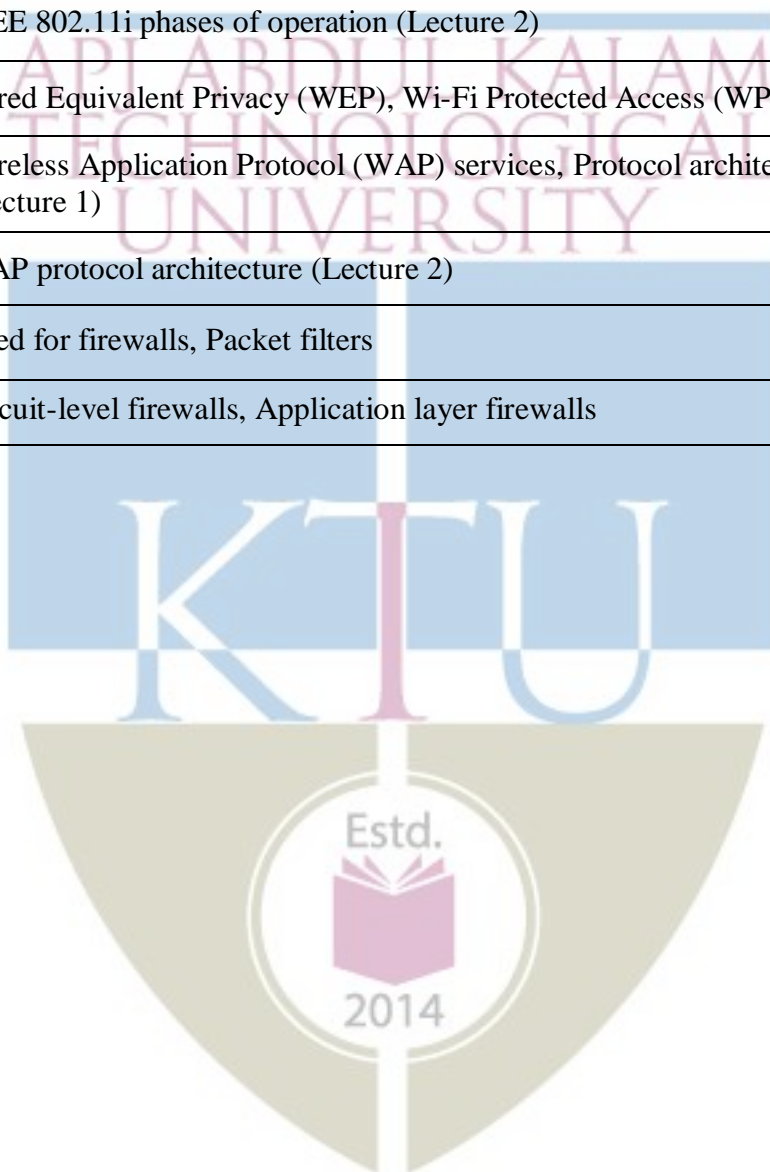 EE 802.11i phases of operation (Lecture 2)
API ABDUL KALAM
red Equivalent Privacy (WEP), Wi-Fi Protected Access (WP
TECHNOLOGICAL
reless Application Protocol (WAP) services, Protocol archite
ecture 1)
UNIVERSITY
AP protocol architecture (Lecture 2)
ed for firewalls, Packet filters
cuit-level firewalls, Application layer firewalls
KTU
Estd.
2014